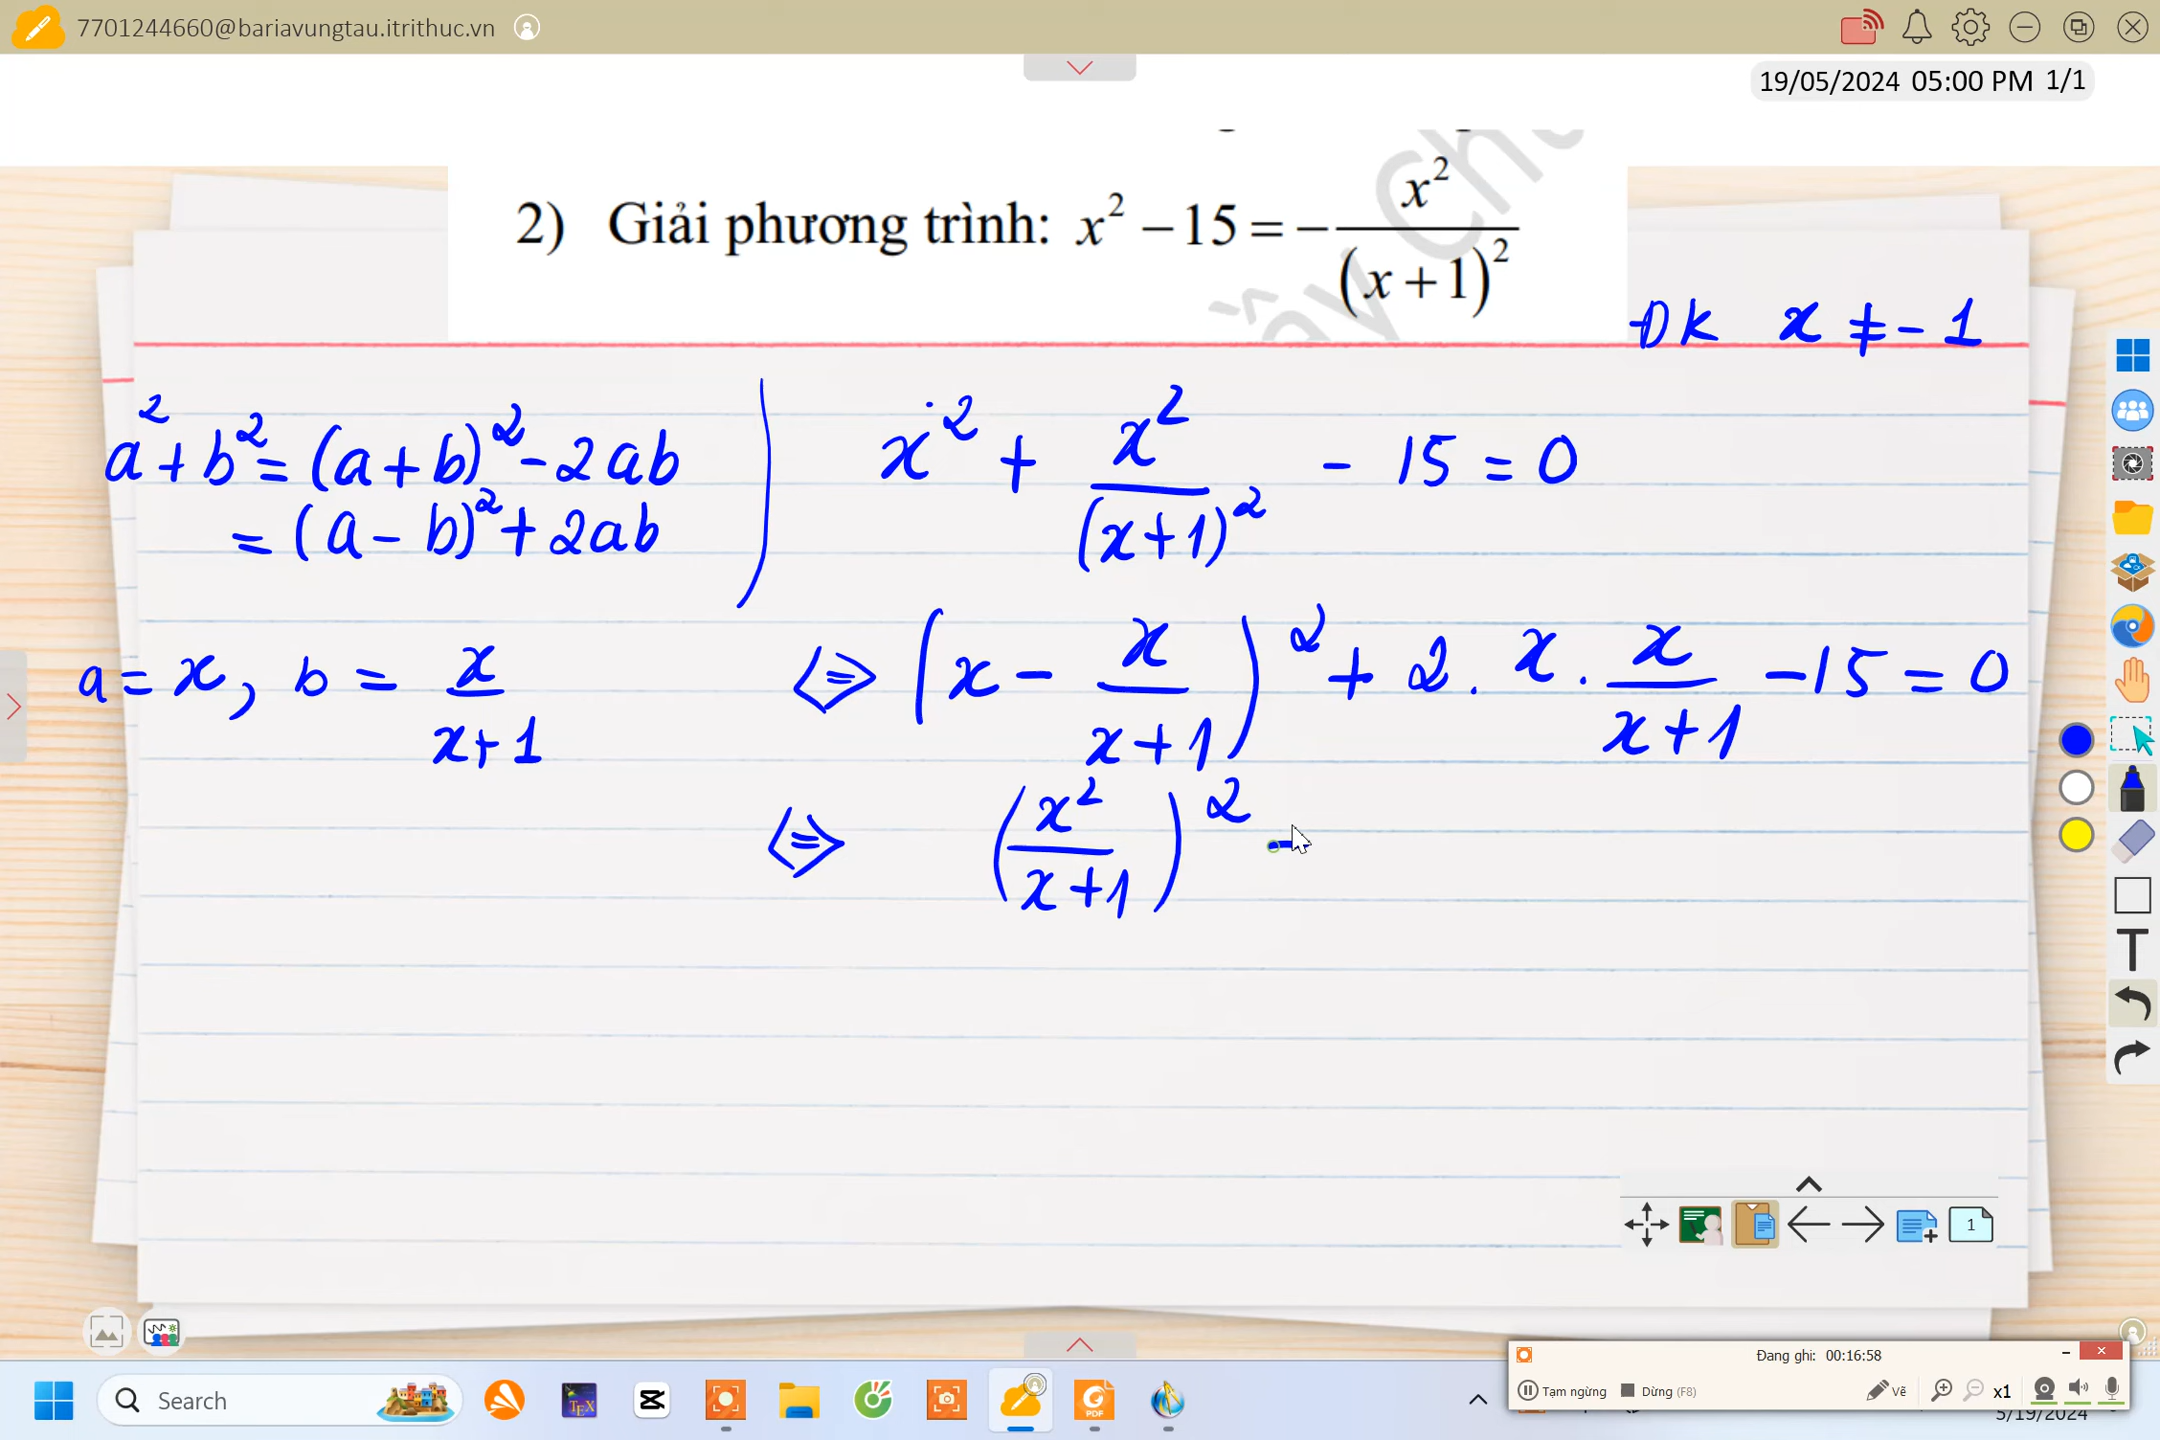 7701244660@bariavungtau.itrithuc.vn
19/05/2024 05:00 PM 1/1
2) Giải phương trình: x² − 15 = − x² / (x + 1)²
ĐK x ≠ -1
a² + b² = (a + b)² - 2ab
= (a - b)² + 2ab
x² + x² / (x+1)² - 15 = 0
a = x, b = x / (x+1)
⇔ (x - x / (x+1))² + 2 . x . x / (x+1) - 15 = 0
⇔ (x² / (x+1))²
T
1
Đang ghi: 00:16:58
Tạm ngừng Dừng (F8) Vẽ x1
Search
TEX
PDF
5/19/2024